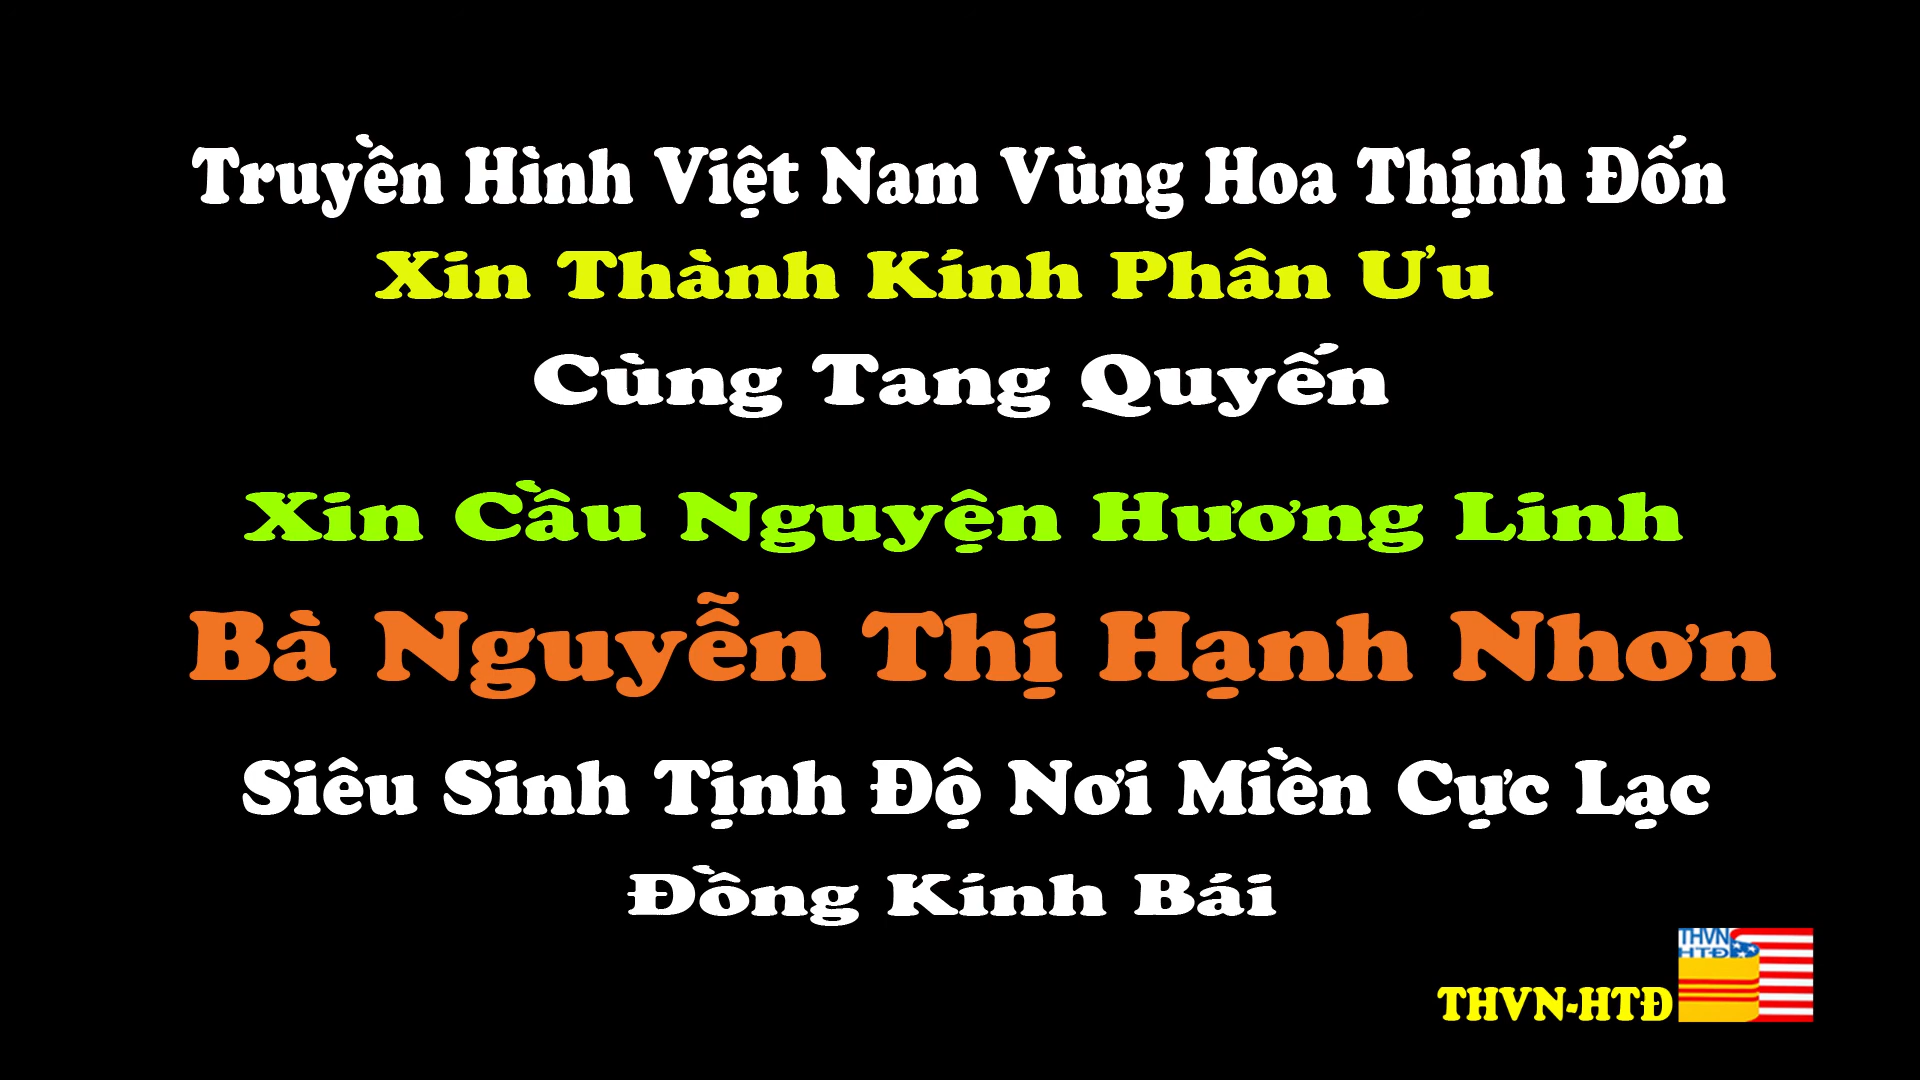 Truyền Hình Việt Nam Vùng Hoa Thịnh Đốn
Xin Thành Kính Phân Ưu
Cùng Tang Quyến
Xin Cầu Nguyện Hương Linh
Bà Nguyễn Thị Hạnh Nhơn
Siêu Sinh Tịnh Độ Nơi Miền Cực Lạc
Đồng Kính Bái
THVN
HTĐ
THVN-HTĐ